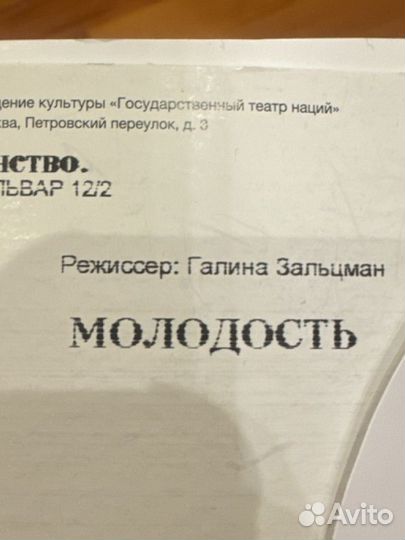 дение культуры «Государственный театр наций»
ква, Петровский переулок, д. 3
нство.
ЛЬВАР 12/2
Режиссер: Галина Зальцман
МОЛОДОСТЬ
Avito